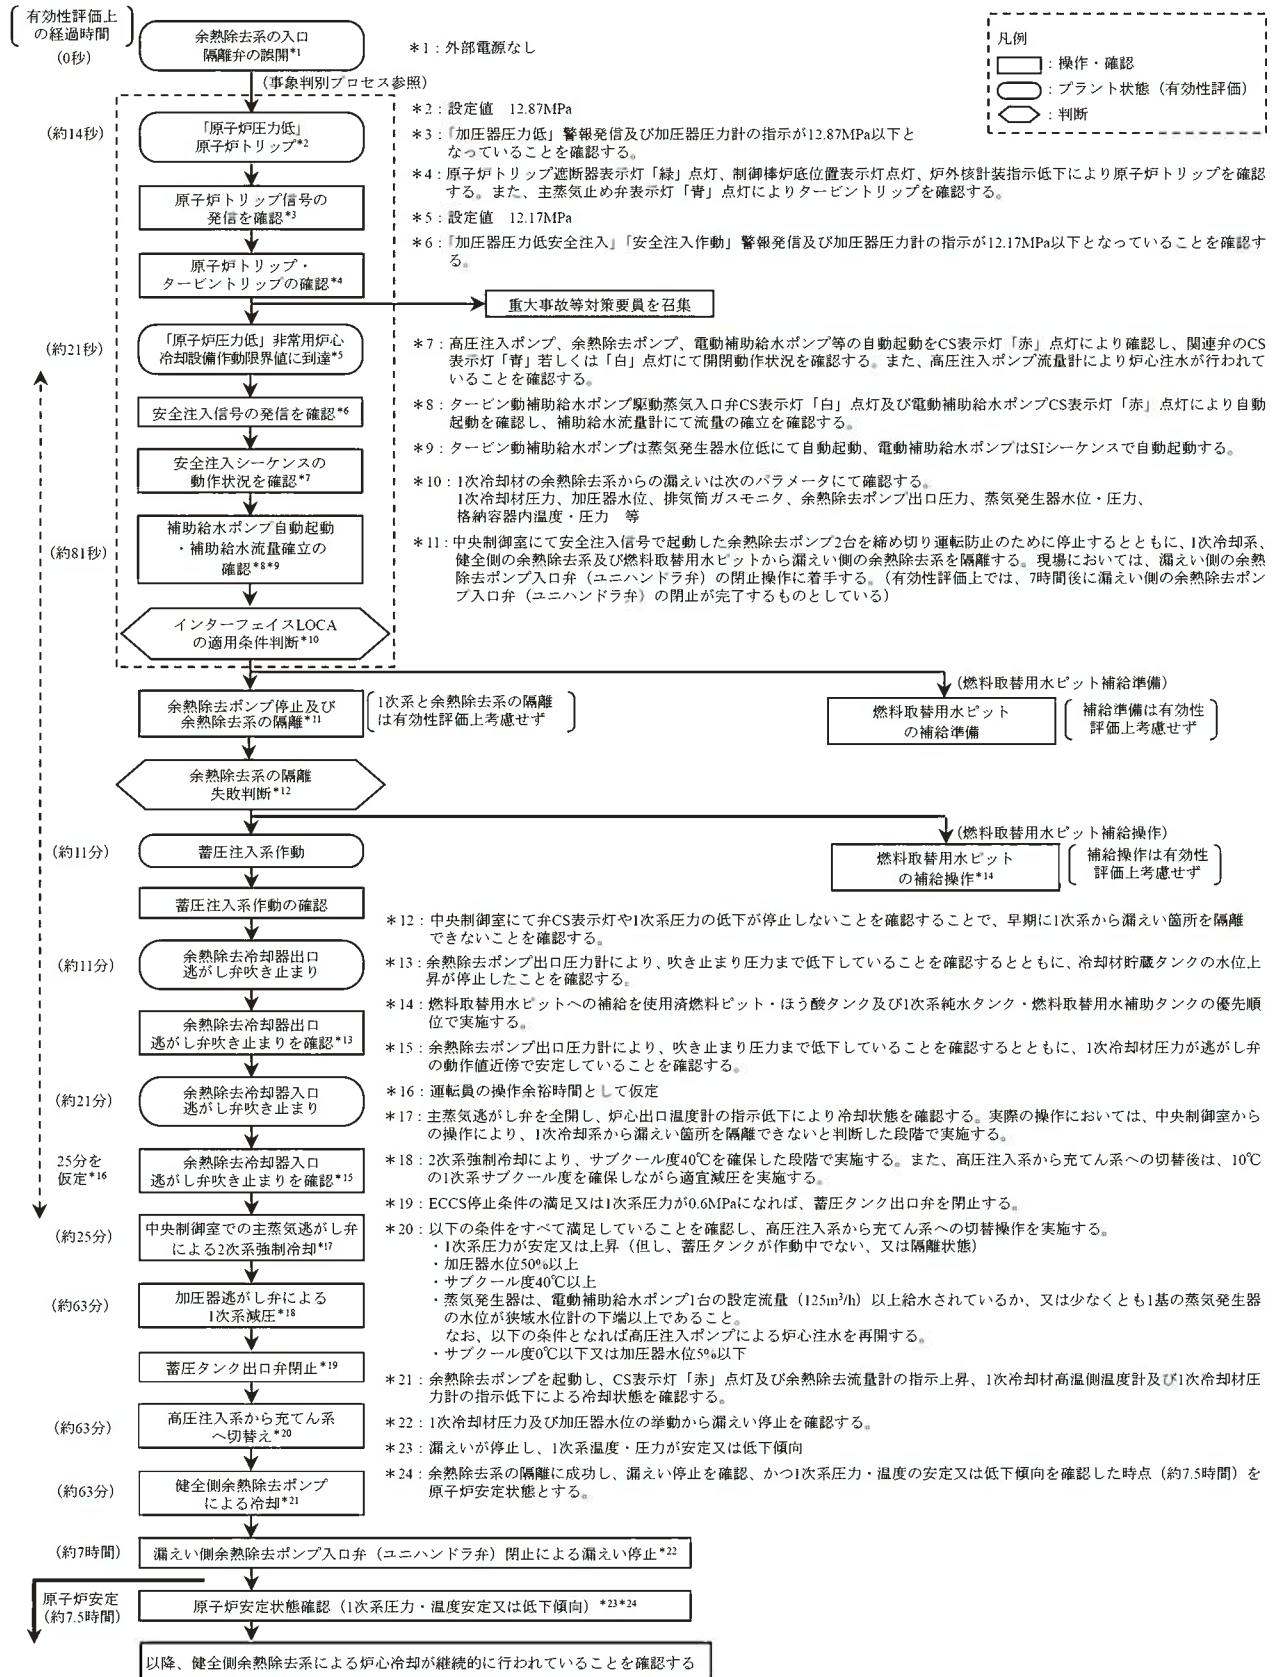 有効性評価上
の経過時間
(0秒)
余熱除去系の入口
隔離弁の誤開*1
(事象判別プロセス参照)
*1:外部電源なし
凡例
:操作・確認
:プラント状態(有効性評価)
:判断
(約14秒)
「原子炉圧力低」
原子炉トリップ*2
原子炉トリップ信号の
発信を確認*3
原子炉トリップ・
タービントリップの確認*4
重大事故等対策要員を召集
*2:設定値 12.87MPa
*3:「加圧器圧力低」警報発信及び加圧器圧力計の指示が12.87MPa以下と
なっていることを確認する。
*4:原子炉トリップ遮断器表示灯「緑」点灯、制御棒炉底位置表示灯点灯、炉外核計装指示低下により原子炉トリップを確認
する。また、主蒸気止め弁表示灯「青」点灯によりタービントリップを確認する。
*5:設定値 12.17MPa
*6:「加圧器圧力低安全注入」「安全注入作動」警報発信及び加圧器圧力計の指示が12.17MPa以下となっていることを確認す
る。
(約21秒)
「原子炉圧力低」非常用炉心
冷却設備作動限界値に到達*5
安全注入信号の発信を確認*6
安全注入シーケンスの
動作状況を確認*7
(約81秒)
補助給水ポンプ自動起動
・補助給水流量確立の
確認*8*9
インターフェイスLOCA
の適用条件判断*10
*7:高圧注入ポンプ、余熱除去ポンプ、電動補助給水ポンプ等の自動起動をCS表示灯「赤」点灯により確認し、関連弁のCS
表示灯「青」若しくは「白」点灯にて開閉動作状況を確認する。また、高圧注入ポンプ流量計により炉心注水が行われて
いることを確認する。
*8:タービン動補助給水ポンプ駆動蒸気入口弁CS表示灯「白」点灯及び電動補助給水ポンプCS表示灯「赤」点灯により自動
起動を確認し、補助給水流量計にて流量の確立を確認する。
*9:タービン動補助給水ポンプは蒸気発生器水位低にて自動起動、電動補助給水ポンプはSIシーケンスで自動起動する。
*10:1次冷却材の余熱除去系からの漏えいは次のパラメータにて確認する。
1次冷却材圧力、加圧器水位、排気筒ガスモニタ、余熱除去ポンプ出口圧力、蒸気発生器水位・圧力、
格納容器内温度・圧力 等
*11:中央制御室にて安全注入信号で起動した余熱除去ポンプ2台を締め切り運転防止のために停止するとともに、1次冷却系、
健全側の余熱除去系及び燃料取替用水ピットから漏えい側の余熱除去系を隔離する。現場においては、漏えい側の余熱
除去ポンプ入口弁(ユニハンドラ弁)の閉止操作に着手する。(有効性評価上では、7時間後に漏えい側の余熱除去ポン
プ入口弁(ユニハンドラ弁)の閉止が完了するものとしている)
余熱除去ポンプ停止及び
余熱除去系の隔離*11
1次系と余熱除去系の隔離
は有効性評価上考慮せず
(燃料取替用水ピット補給準備)
燃料取替用水ピット
の補給準備
補給準備は有効性
評価上考慮せず
余熱除去系の隔離
失敗判断*12
(約11分)
蓄圧注入系作動
(燃料取替用水ピット補給操作)
燃料取替用水ピット
の補給操作*14
補給操作は有効性
評価上考慮せず
蓄圧注入系作動の確認
(約11分)
余熱除去冷却器出口
逃がし弁吹き止まり
余熱除去冷却器出口
逃がし弁吹き止まりを確認*13
(約21分)
余熱除去冷却器入口
逃がし弁吹き止まり
25分を
仮定*16
余熱除去冷却器入口
逃がし弁吹き止まりを確認*15
(約25分)
中央制御室での主蒸気逃がし弁
による2次系強制冷却*17
(約63分)
加圧器逃がし弁による
1次系減圧*18
蓄圧タンク出口弁閉止*19
(約63分)
高圧注入系から充てん系
へ切替え*20
(約63分)
健全側余熱除去ポンプ
による冷却*21
*12:中央制御室にて弁CS表示灯や1次系圧力の低下が停止しないことを確認することで、早期に1次系から漏えい箇所を隔離
できないことを確認する。
*13:余熱除去ポンプ出口圧力計により、吹き止まり圧力まで低下していることを確認するとともに、冷却材貯蔵タンクの水位上
昇が停止したことを確認する。
*14:燃料取替用水ピットへの補給を使用済燃料ピット・ほう酸タンク及び1次系純水タンク・燃料取替用水補助タンクの優先順
位で実施する。
*15:余熱除去ポンプ出口圧力計により、吹き止まり圧力まで低下していることを確認するとともに、1次冷却材圧力が逃がし弁
の動作値近傍で安定していることを確認する。
*16:運転員の操作余裕時間として仮定
*17:主蒸気逃がし弁を全開し、炉心出口温度計の指示低下により冷却状態を確認する。実際の操作においては、中央制御室から
の操作により、1次冷却系から漏えい箇所を隔離できないと判断した段階で実施する。
*18:2次系強制冷却により、サブクール度40℃を確保した段階で実施する。また、高圧注入系から充てん系への切替後は、10℃
の1次系サブクール度を確保しながら適宜減圧を実施する。
*19:ECCS停止条件の満足又は1次系圧力が0.6MPaになれば、蓄圧タンク出口弁を閉止する。
*20:以下の条件をすべて満足していることを確認し、高圧注入系から充てん系への切替操作を実施する。
・1次系圧力が安定又は上昇(但し、蓄圧タンクが作動中でない、又は隔離状態)
・加圧器水位50%以上
・サブクール度40℃以上
・蒸気発生器は、電動補助給水ポンプ1台の設定流量(125m³/h)以上給水されているか、又は少なくとも1基の蒸気発生器
の水位が狭域水位計の下端以上であること。
なお、以下の条件となれば高圧注入ポンプによる炉心注水を再開する。
・サブクール度0℃以下又は加圧器水位5%以下
*21:余熱除去ポンプを起動し、CS表示灯「赤」点灯及び余熱除去流量計の指示上昇、1次冷却材高温側温度計及び1次冷却材圧
力計の指示低下による冷却状態を確認する。
*22:1次冷却材圧力及び加圧器水位の挙動から漏えい停止を確認する。
*23:漏えいが停止し、1次系温度・圧力が安定又は低下傾向
*24:余熱除去系の隔離に成功し、漏えい停止を確認、かつ1次系圧力・温度の安定又は低下傾向を確認した時点(約7.5時間)を
原子炉安定状態とする。
(約7時間)
漏えい側余熱除去ポンプ入口弁(ユニハンドラ弁)閉止による漏えい停止*22
原子炉安定
(約7.5時間)
原子炉安定状態確認(1次系圧力・温度安定又は低下傾向)*23*24
以降、健全側余熱除去系による炉心冷却が継続的に行われていることを確認する